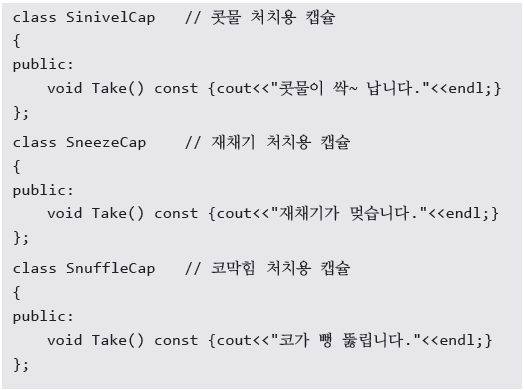 class SinivelCap   // 콧물 처치용 캡슐
{
public:
    void Take() const {cout<<"콧물이 싹~ 납니다."<<endl;}
};
class SneezeCap    // 재채기 처치용 캡슐
{
public:
    void Take() const {cout<<"재채기가 멎습니다."<<endl;}
};
class SnuffleCap   // 코막힘 처치용 캡슐
{
public:
    void Take() const {cout<<"코가 뻥 뚫립니다."<<endl;}
};